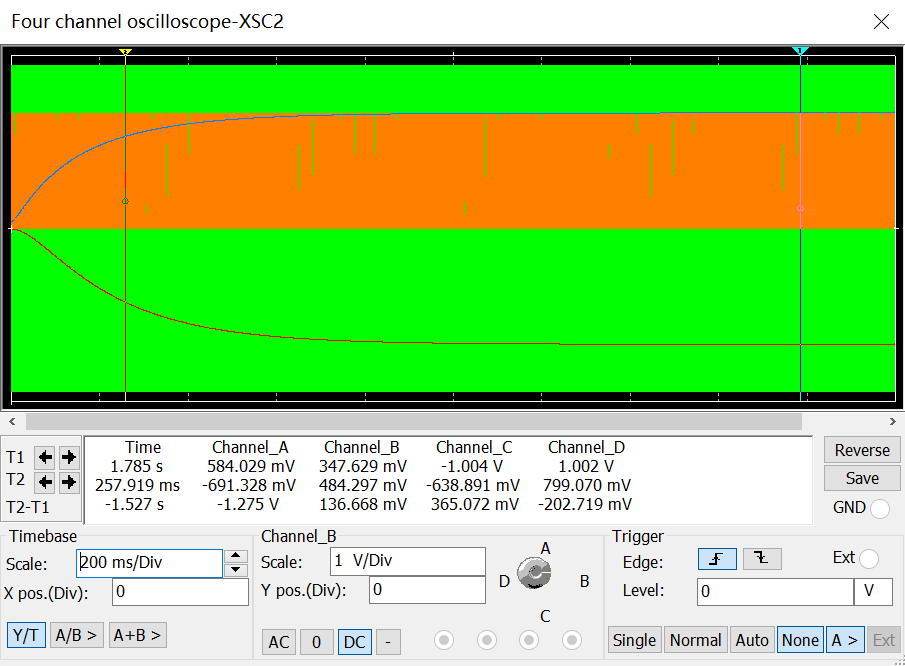 Four channel oscilloscope-XSC2
2
1
T1
T2
T2-T1
Time Channel_A Channel_B Channel_C Channel_D
1.785 s 584.029 mV 347.629 mV -1.004 V 1.002 V
257.919 ms -691.328 mV 484.297 mV -638.891 mV 799.070 mV
-1.527 s -1.275 V 136.668 mV 365.072 mV -202.719 mV
Reverse
Save
GND
Timebase
Scale: 200 ms/Div
X pos.(Div): 0
Y/T A/B > A+B >
Channel_B
Scale: 1 V/Div
Y pos.(Div): 0
AC 0 DC -
A
D B
C
Trigger
Edge: Ext
Level: 0 V
Single Normal Auto None A > Ext